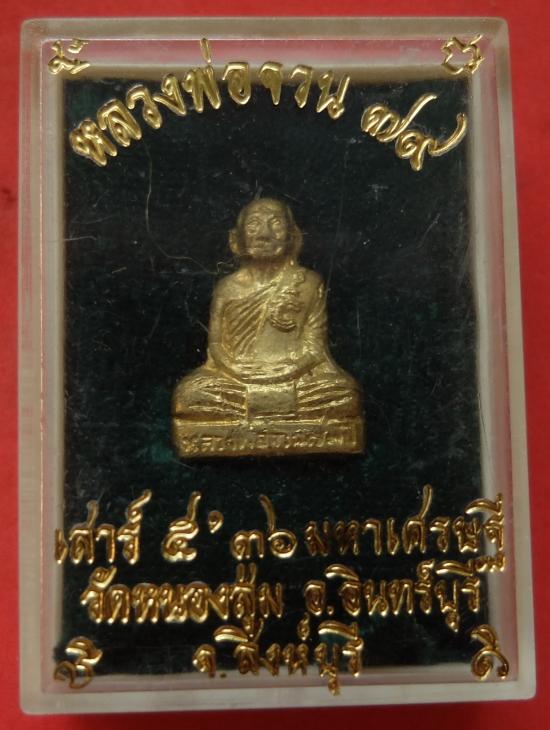 หลวงพ่อจวน ๗๙
เสาร์ ๕' ๓๖ มหาเศรษฐี
วัดหนองสุ่ม อ.อินทร์บุรี
จ.สิงห์บุรี